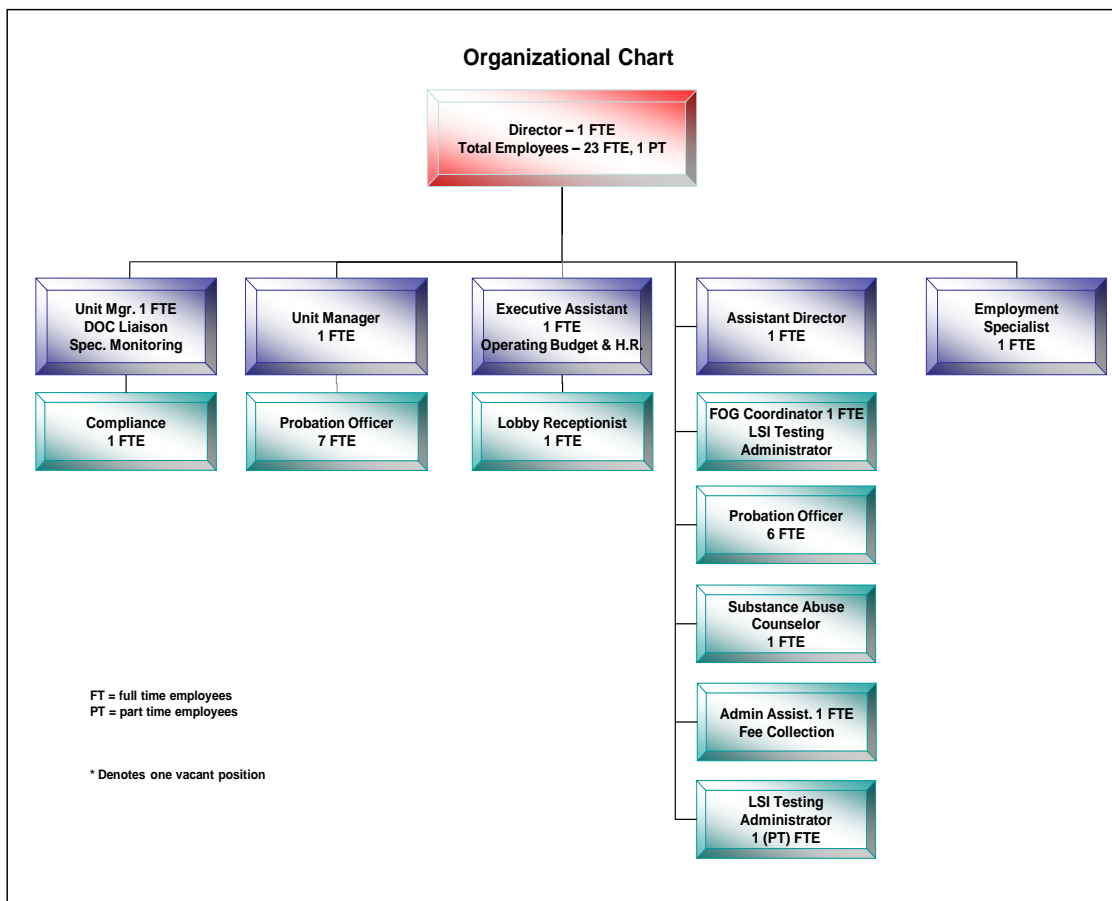 Organizational Chart
Director – 1 FTE
Total Employees – 23 FTE, 1 PT
Unit Mgr. 1 FTE
DOC Liaison
Spec. Monitoring
Unit Manager
1 FTE
Executive Assistant
1 FTE
Operating Budget & H.R.
Assistant Director
1 FTE
Employment
Specialist
1 FTE
Compliance
1 FTE
Probation Officer
7 FTE
Lobby Receptionist
1 FTE
FOG Coordinator 1 FTE
LSI Testing
Administrator
Probation Officer
6 FTE
Substance Abuse
Counselor
1 FTE
Admin Assist. 1 FTE
Fee Collection
LSI Testing
Administrator
1 (PT) FTE
FT = full time employees
PT = part time employees
* Denotes one vacant position